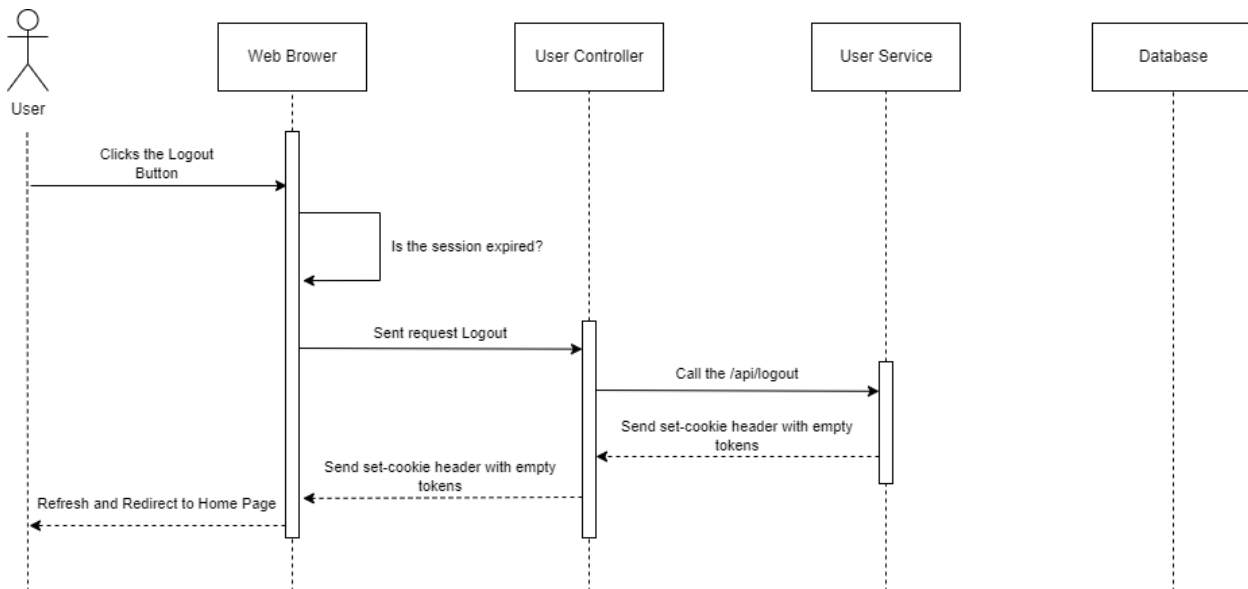 Web Brower
User Controller
User Service
Database
User
Clicks the Logout
Button
Is the session expired?
Sent request Logout
Call the /api/logout
Send set-cookie header with empty
tokens
Send set-cookie header with empty
tokens
Refresh and Redirect to Home Page